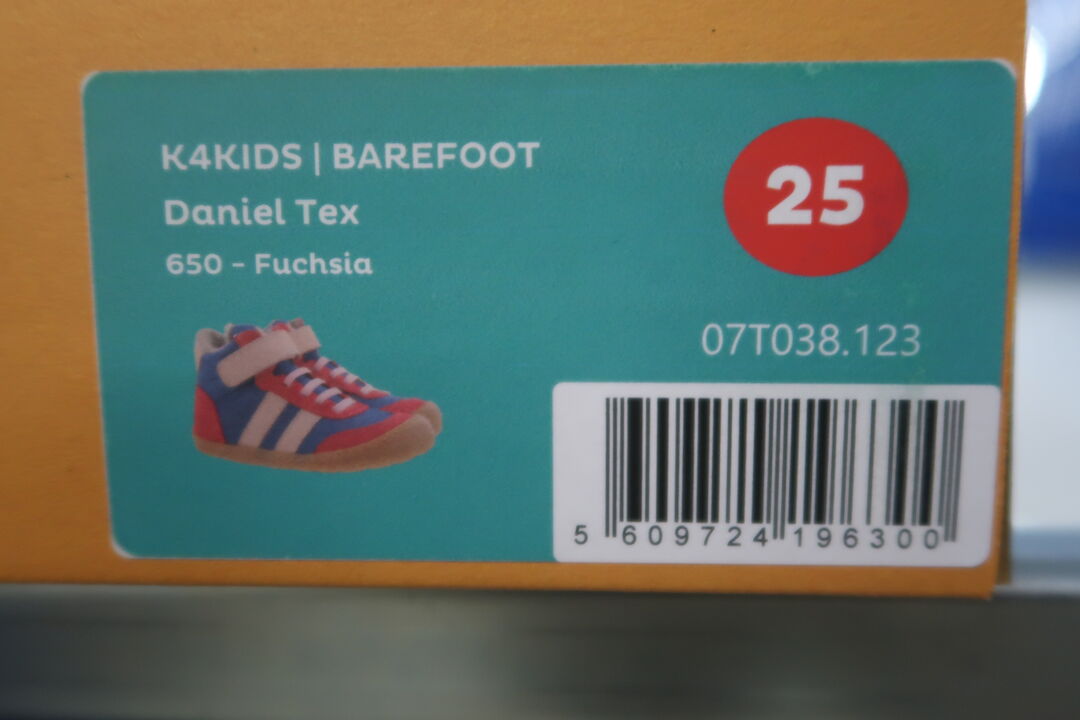 K4KIDS | BAREFOOT
Daniel Tex
650 - Fuchsia
25
07T038.123
5 609724 196300